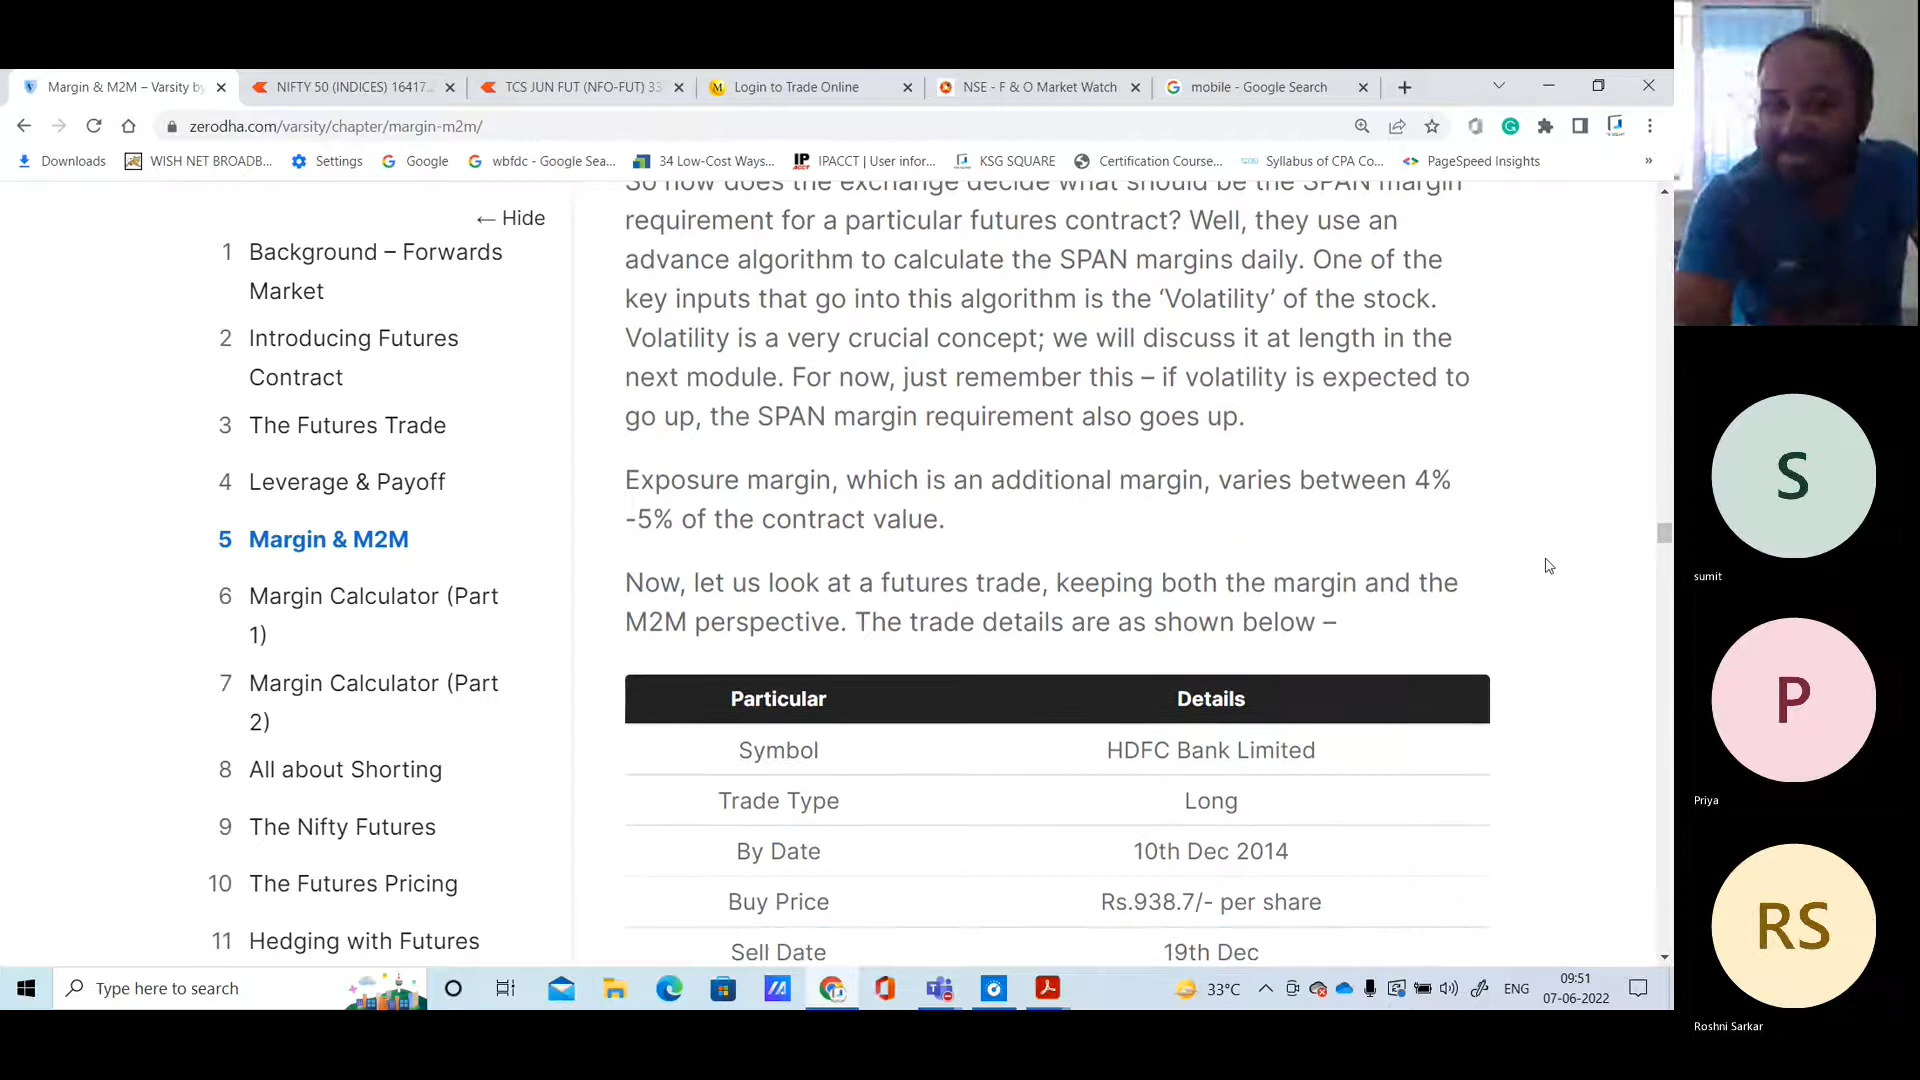 Margin & M2M – Varsity by
NIFTY 50 (INDICES) 16417.
TCS JUN FUT (NFO-FUT) 33
Login to Trade Online
NSE - F & O Market Watch
mobile - Google Search
zerodha.com/varsity/chapter/margin-m2m/
Downloads
WISH NET BROADB...
Settings
Google
wbfdc - Google Sea...
34 Low-Cost Ways...
IPACCT | User infor...
KSG SQUARE
Certification Course...
Syllabus of CPA Co...
PageSpeed Insights
»
← Hide
1 Background – Forwards
Market
2 Introducing Futures
Contract
3 The Futures Trade
4 Leverage & Payoff
5 Margin & M2M
6 Margin Calculator (Part
1)
7 Margin Calculator (Part
2)
8 All about Shorting
9 The Nifty Futures
10 The Futures Pricing
11 Hedging with Futures
So how does the exchange decide what should be the SPAN margin
requirement for a particular futures contract? Well, they use an
advance algorithm to calculate the SPAN margins daily. One of the
key inputs that go into this algorithm is the ‘Volatility’ of the stock.
Volatility is a very crucial concept; we will discuss it at length in the
next module. For now, just remember this – if volatility is expected to
go up, the SPAN margin requirement also goes up.
Exposure margin, which is an additional margin, varies between 4%
-5% of the contract value.
Now, let us look at a futures trade, keeping both the margin and the
M2M perspective. The trade details are as shown below –
Particular Details
Symbol HDFC Bank Limited
Trade Type Long
By Date 10th Dec 2014
Buy Price Rs.938.7/- per share
Sell Date 19th Dec
Type here to search
33°C
ENG
09:51
07-06-2022
S
sumit
P
Priya
RS
Roshni Sarkar